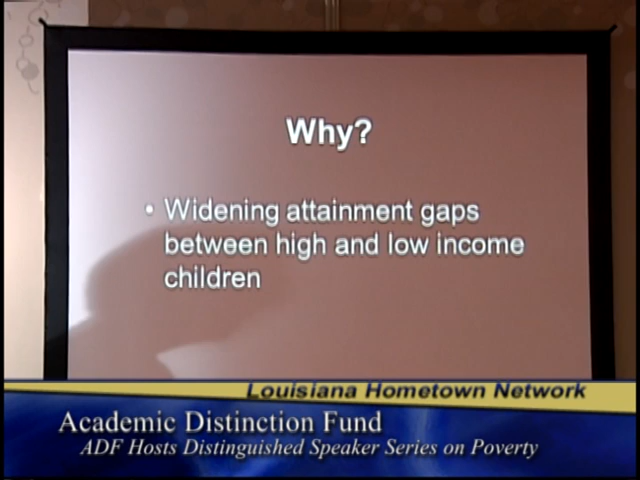 Why?
• Widening attainment gaps
between high and low income
children
Louisiana Hometown Network
Academic Distinction Fund
ADF Hosts Distinguished Speaker Series on Poverty